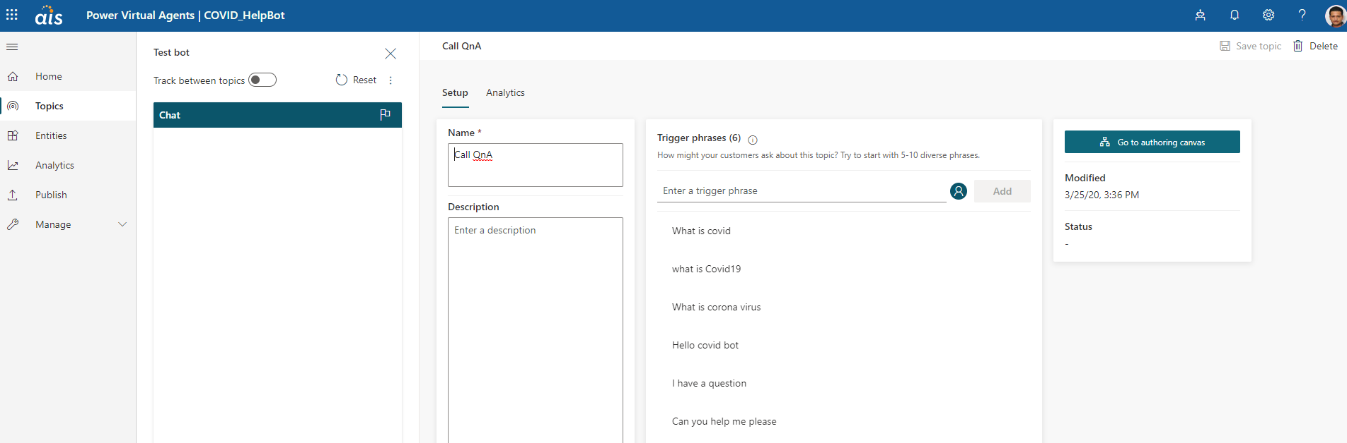 ais
Power Virtual Agents | COVID_HelpBot
?
Home
Topics
Entities
Analytics
Publish
Manage
Test bot
Track between topics
Reset
Chat
Call QnA
Save topic
Delete
Setup
Analytics
Name *
Call QnA
Description
Enter a description
Trigger phrases (6)
How might your customers ask about this topic? Try to start with 5-10 diverse phrases.
Enter a trigger phrase
Add
What is covid
what is Covid19
What is corona virus
Hello covid bot
I have a question
Can you help me please
Go to authoring canvas
Modified
3/25/20, 3:36 PM
Status
-